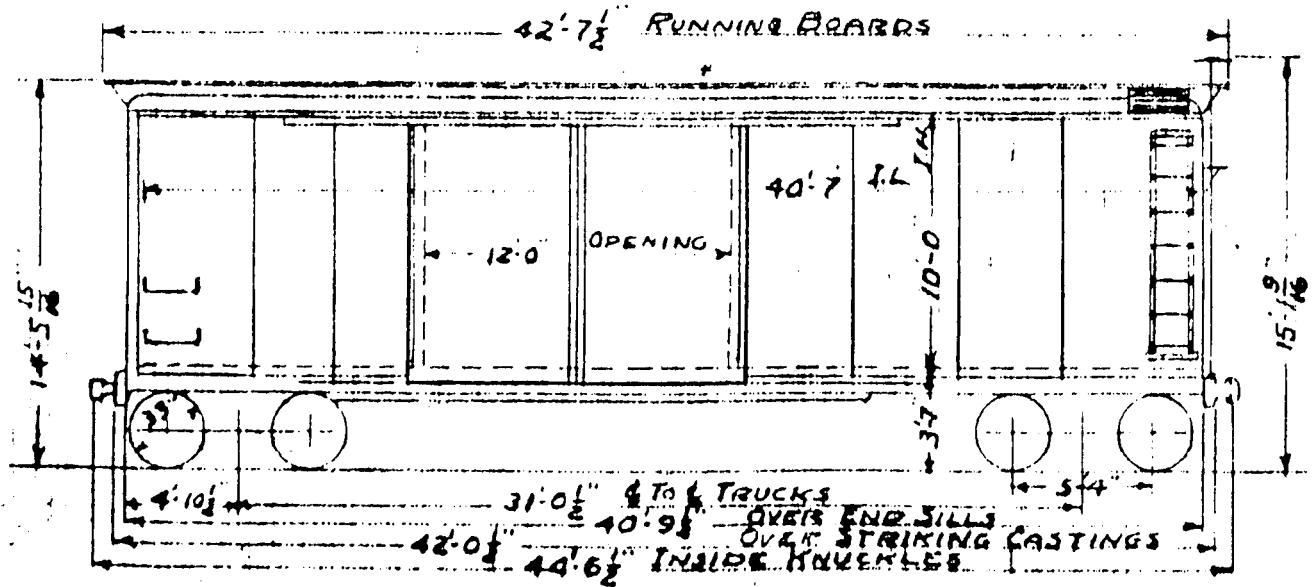 42'-7½" RUNNING BOARDS
40'-7" I.L.
I.H.
12'-0" OPENING
10'-0"
14'-5 15/16"
15'-1 9/16"
33"
3'-7"
4'-10½"
31'-0½" ℄ TO ℄ TRUCKS
5'-4"
40'-9½" OVER END SILLS
42'-0½" OVER STRIKING CASTINGS
44'-6½" INSIDE KNUCKLES